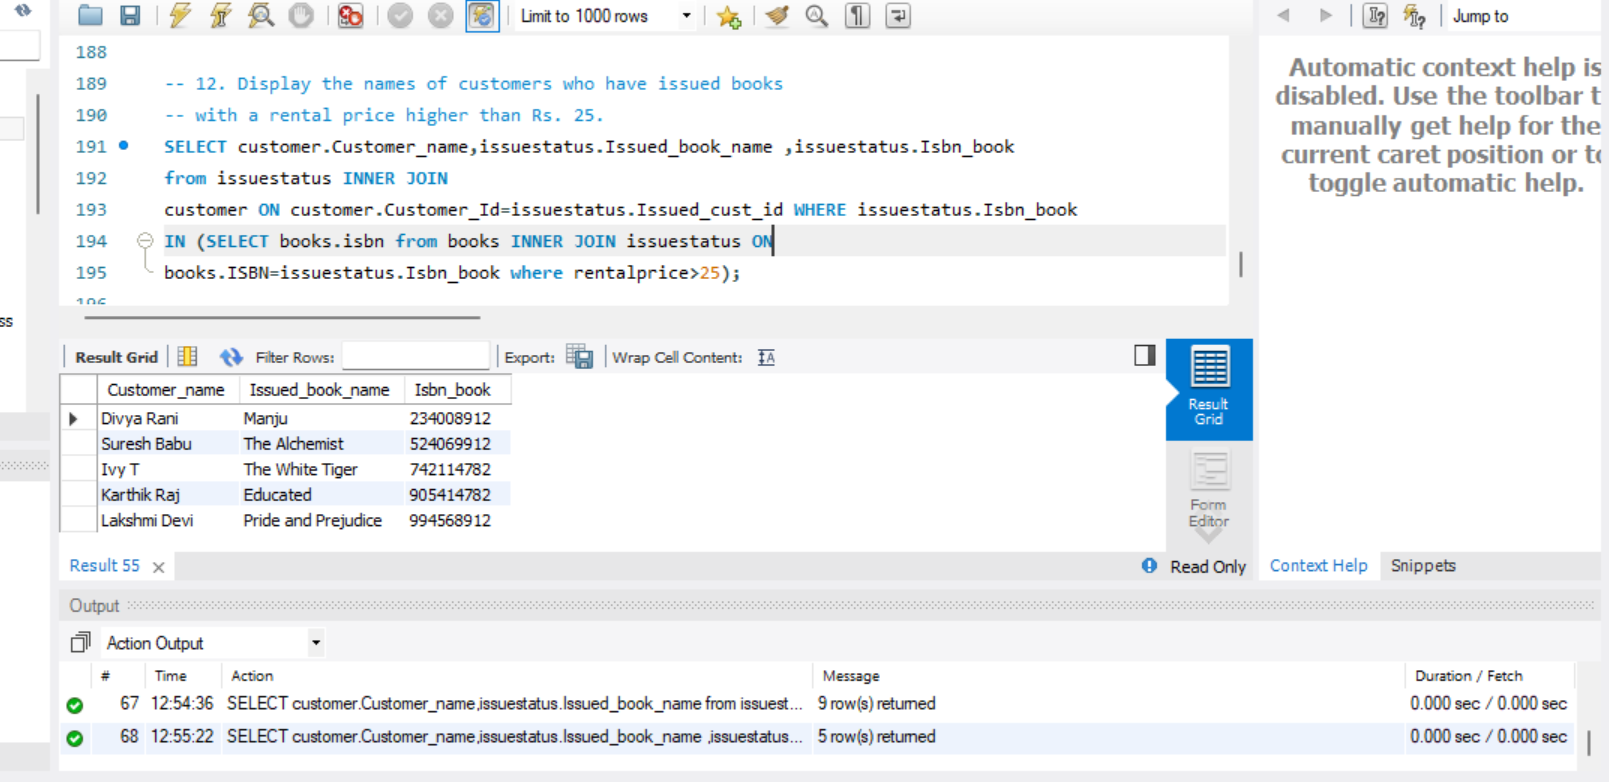 Limit to 1000 rows
Jump to
188
189 -- 12. Display the names of customers who have issued books
190 -- with a rental price higher than Rs. 25.
191 SELECT customer.Customer_name,issuestatus.Issued_book_name ,issuestatus.Isbn_book
192 from issuestatus INNER JOIN
193 customer ON customer.Customer_Id=issuestatus.Issued_cust_id WHERE issuestatus.Isbn_book
194 IN (SELECT books.isbn from books INNER JOIN issuestatus ON
195 books.ISBN=issuestatus.Isbn_book where rentalprice>25);
196
Automatic context help is
disabled. Use the toolbar t
manually get help for the
current caret position or to
toggle automatic help.
ss
Result Grid Filter Rows: Export: Wrap Cell Content:
Customer_name Issued_book_name Isbn_book
Divya Rani Manju 234008912
Suresh Babu The Alchemist 524069912
Ivy T The White Tiger 742114782
Karthik Raj Educated 905414782
Lakshmi Devi Pride and Prejudice 994568912
Result
Grid
Form
Editor
Result 55
Read Only
Context Help Snippets
Output
Action Output
# Time Action Message Duration / Fetch
67 12:54:36 SELECT customer.Customer_name,issuestatus.Issued_book_name from issuest... 9 row(s) returned 0.000 sec / 0.000 sec
68 12:55:22 SELECT customer.Customer_name,issuestatus.Issued_book_name ,issuestatus... 5 row(s) returned 0.000 sec / 0.000 sec